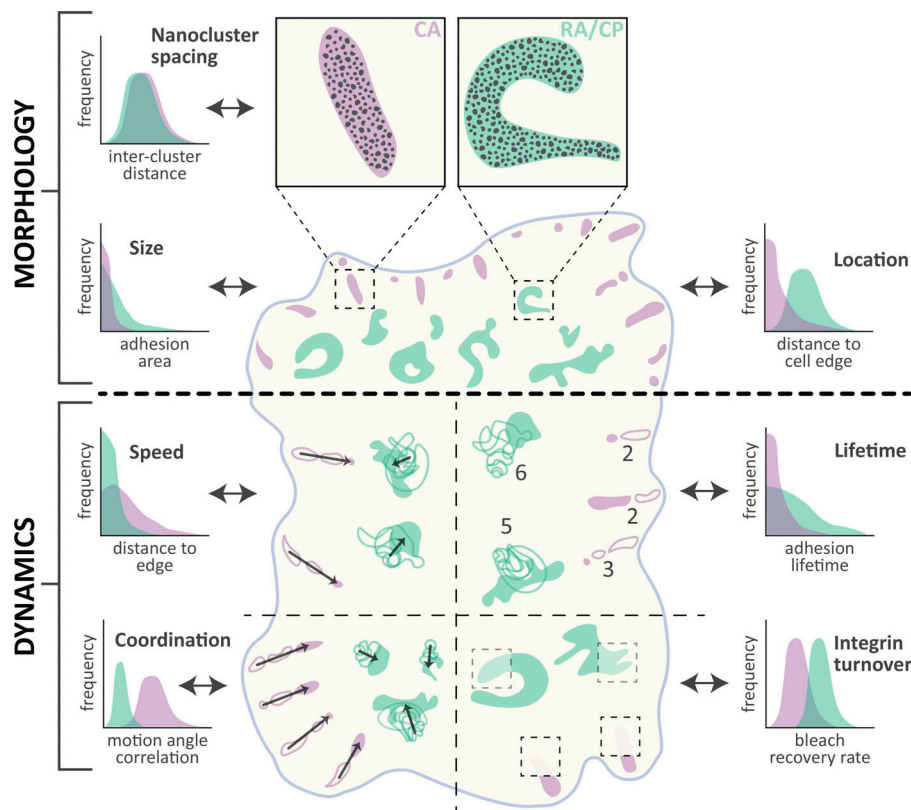 MORPHOLOGY
Nanocluster
spacing
frequency
inter-cluster
distance
CA
RA/CP
Size
frequency
adhesion
area
Location
frequency
distance to
cell edge
DYNAMICS
Speed
frequency
distance to
edge
6
2
5
2
3
Lifetime
frequency
adhesion
lifetime
Coordination
frequency
motion angle
correlation
Integrin
turnover
frequency
bleach
recovery rate